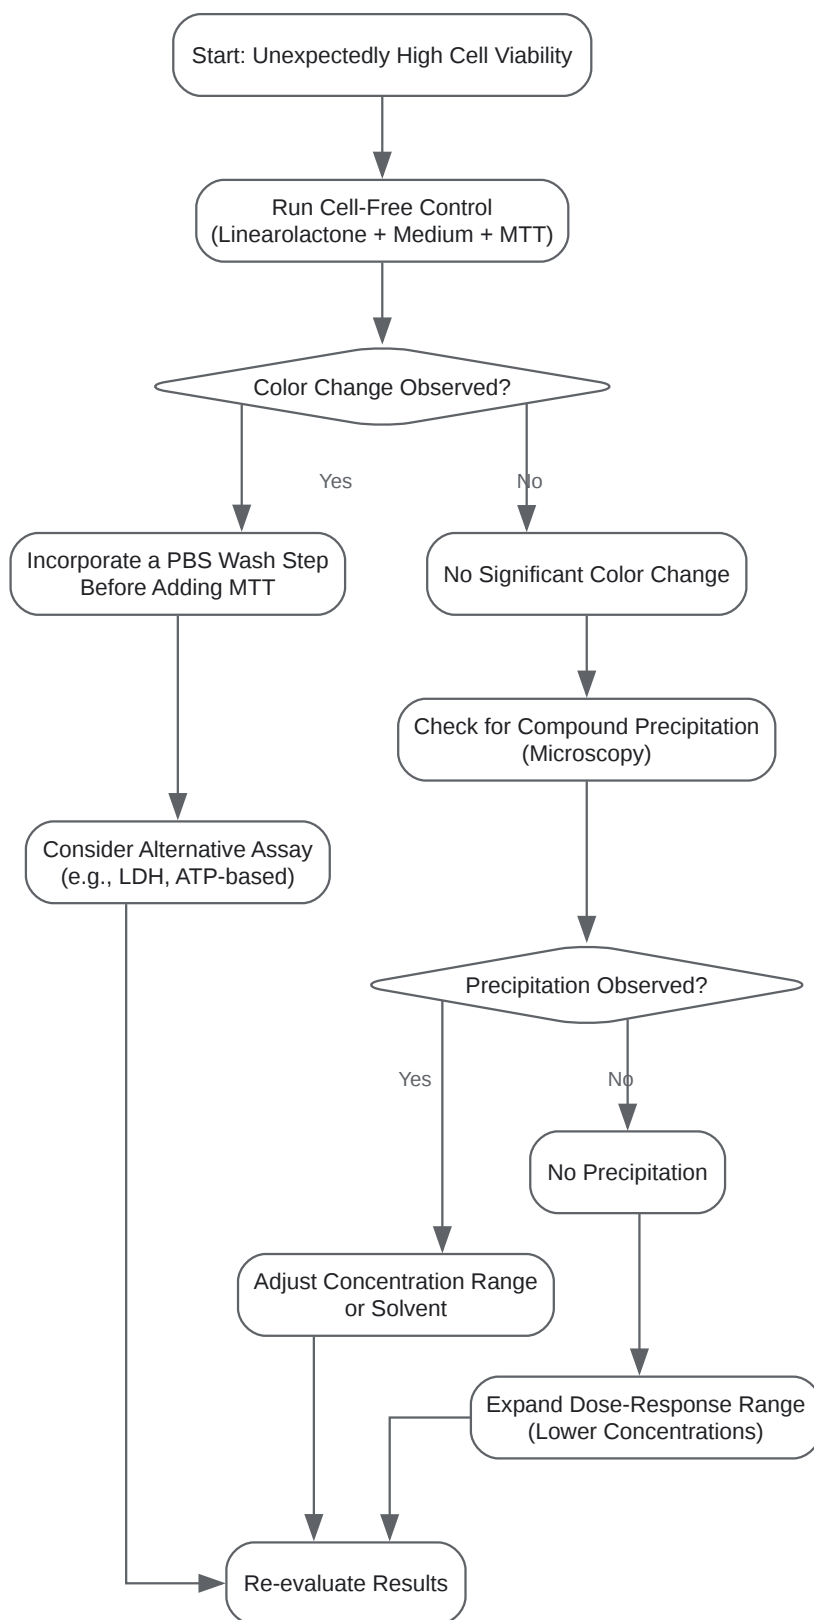 Start: Unexpectedly High Cell Viability
Run Cell-Free Control
(Linearolactone + Medium + MTT)
Color Change Observed?
Yes
No
Incorporate a PBS Wash Step
Before Adding MTT
No Significant Color Change
Check for Compound Precipitation
(Microscopy)
Consider Alternative Assay
(e.g., LDH, ATP-based)
Precipitation Observed?
Yes
No
No Precipitation
Adjust Concentration Range
or Solvent
Expand Dose-Response Range
(Lower Concentrations)
Re-evaluate Results